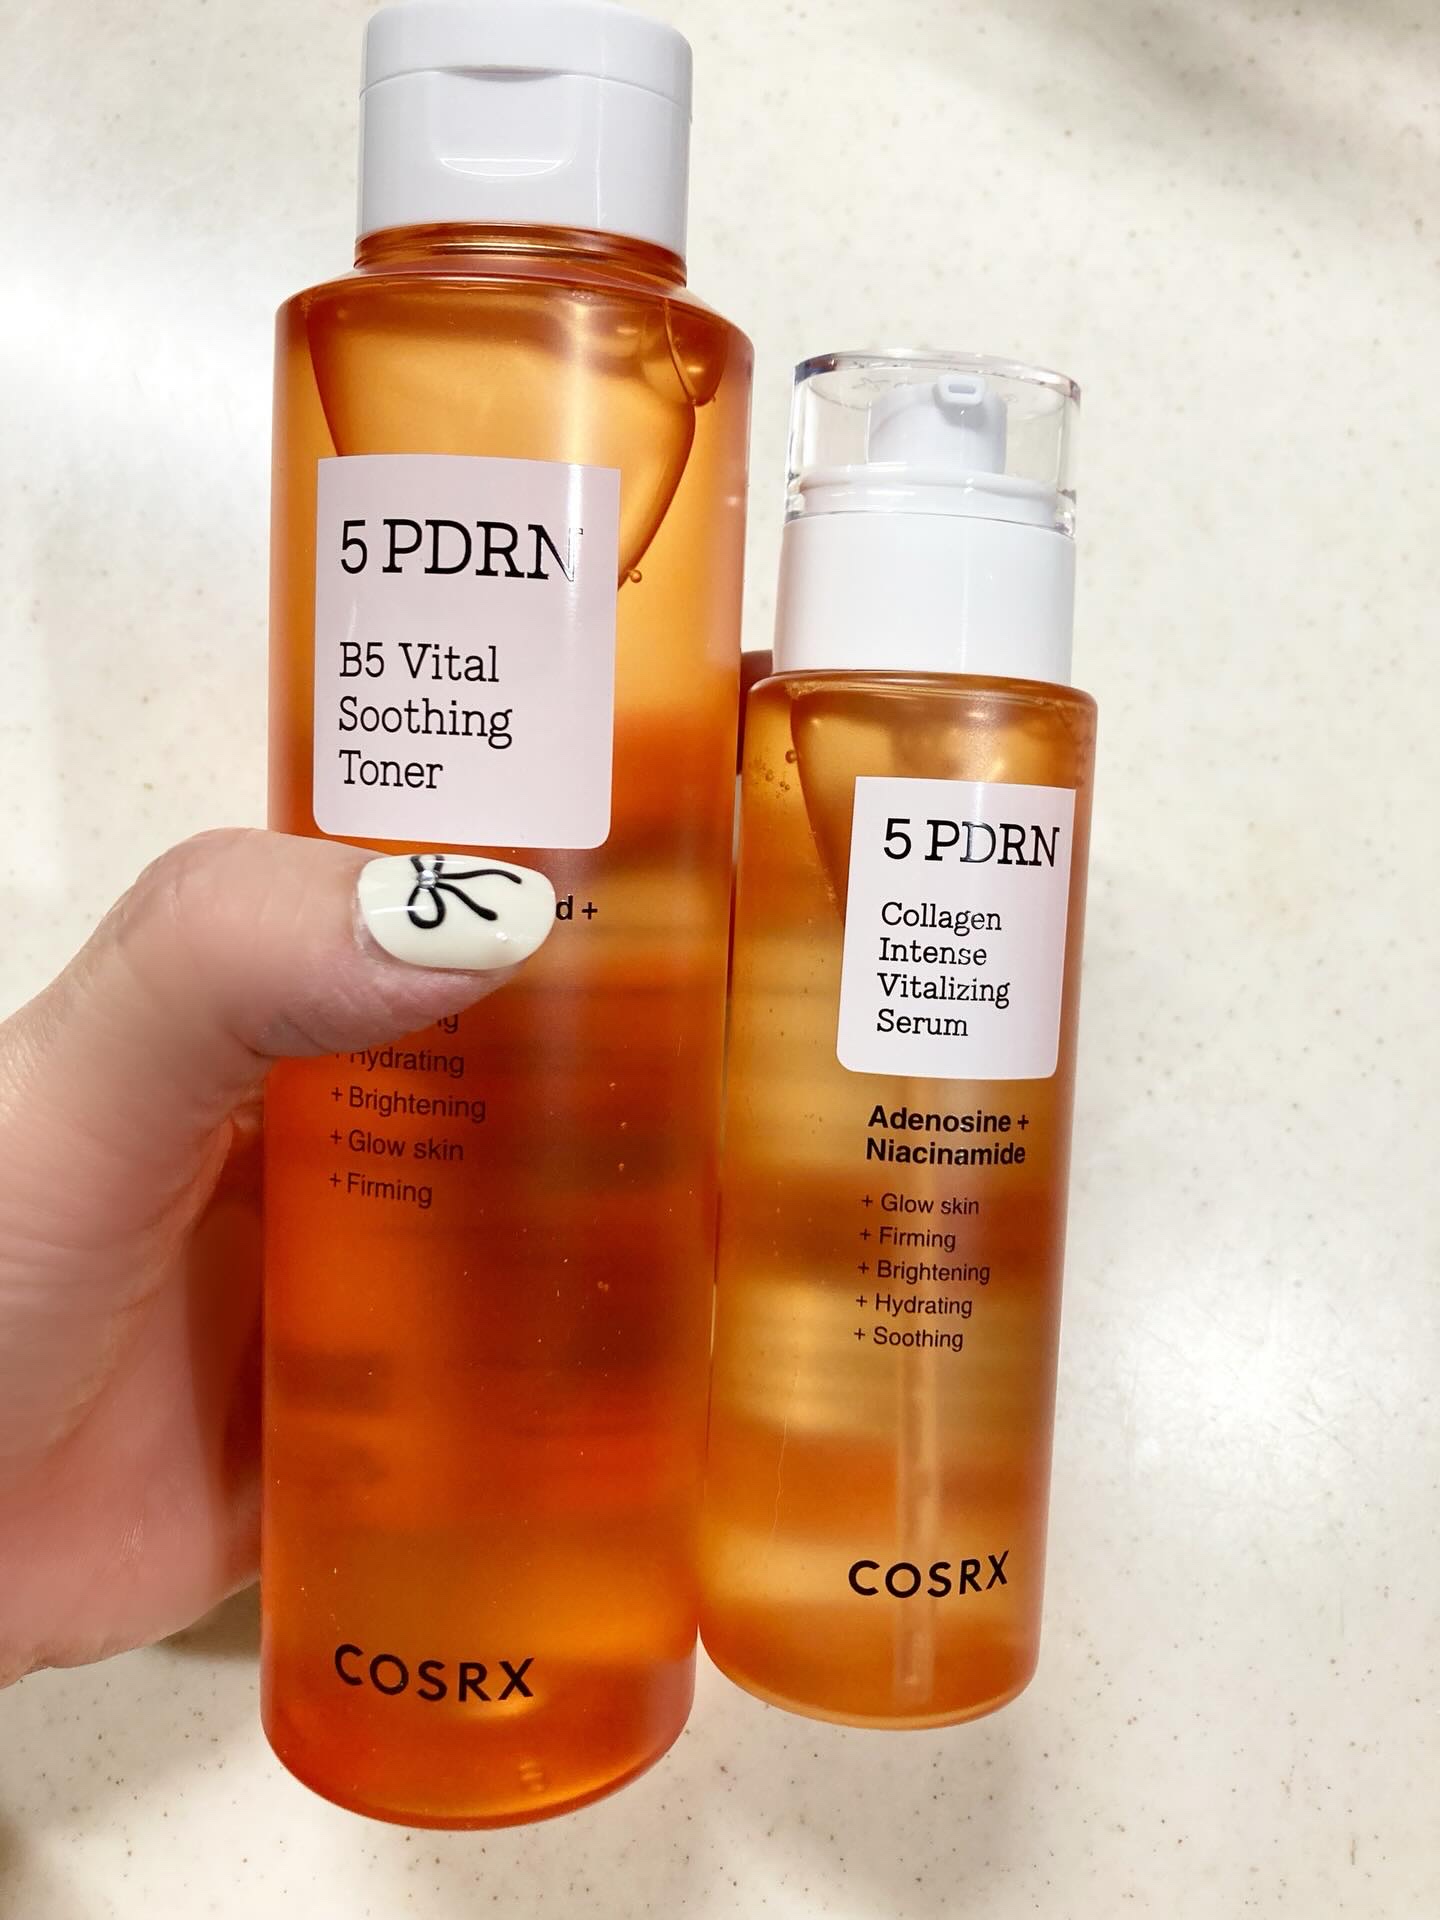 5 PDRN
B5 Vital
Soothing
Toner
+
Hydrating
+ Brightening
+ Glow skin
+ Firming
COSRX
5 PDRN
Collagen
Intense
Vitalizing
Serum
Adenosine +
Niacinamide
+ Glow skin
+ Firming
+ Brightening
+ Hydrating
+ Soothing
COSRX